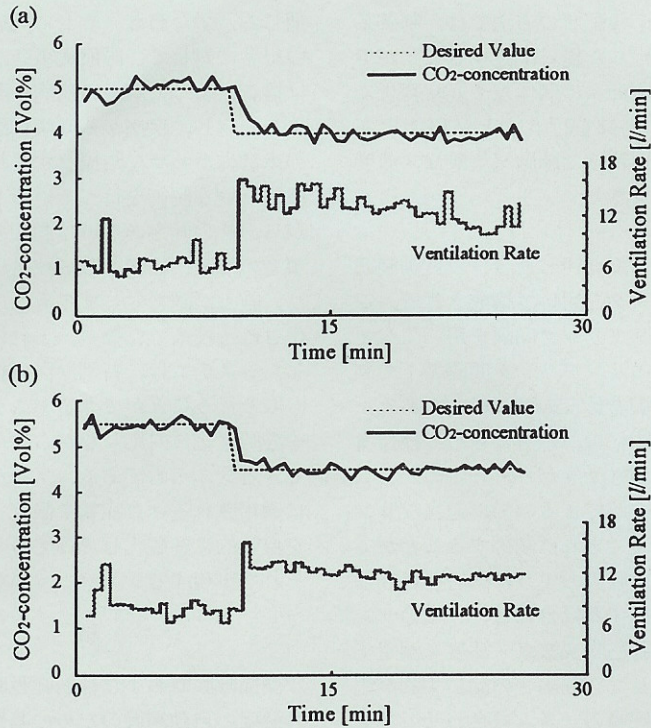 (a)
6
5
4
3
2
1
0
CO2-concentration [Vol%]
Desired Value
CO2-concentration
18
12
6
0
Ventilation Rate [l/min]
Ventilation Rate
0
15
30
Time [min]
(b)
6
5
4
3
2
1
0
CO2-concentration [Vol%]
Desired Value
CO2-concentration
18
12
6
0
Ventilation Rate [l/min]
Ventilation Rate
0
15
30
Time [min]